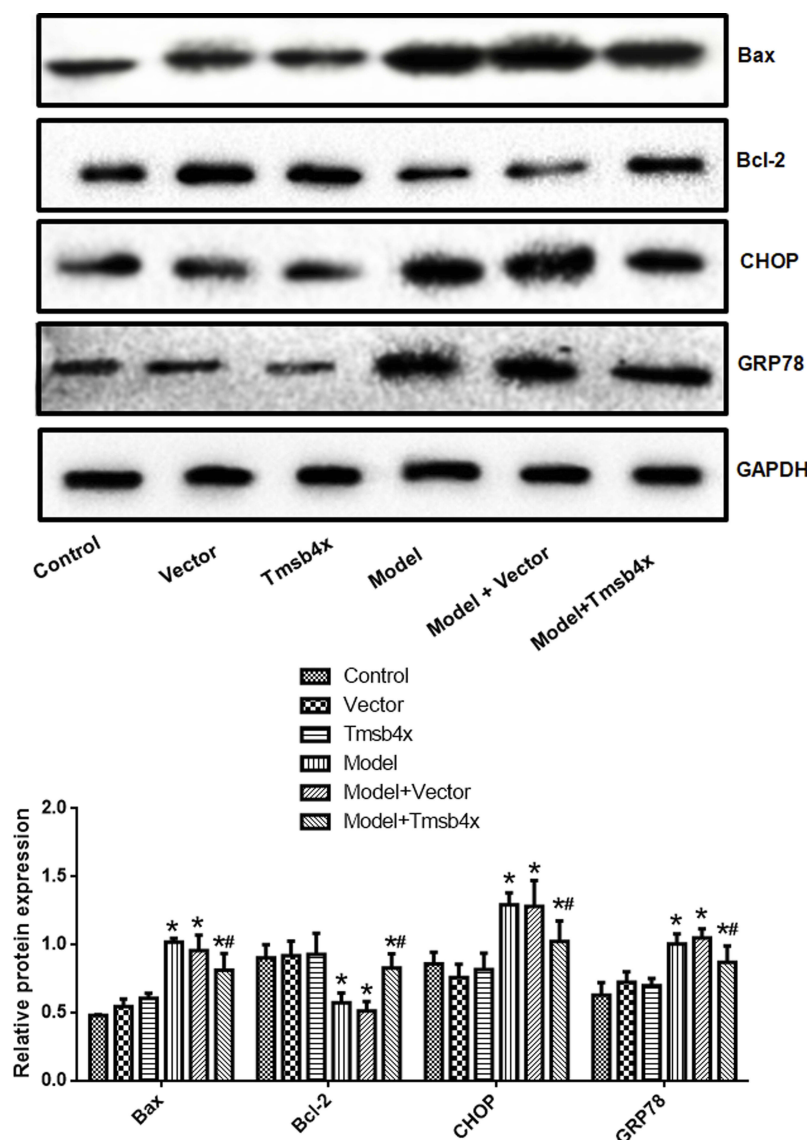 Bax
Bcl-2
CHOP
GRP78
GAPDH
Control
Vector
Tmsb4x
Model
Model + Vector
Model+Tmsb4x
Control
Vector
Tmsb4x
Model
Model+Vector
Model+Tmsb4x
Relative protein expression
2.0
1.5
1.0
0.5
0.0
* * *#
* * *#
* * *#
* * *#
Bax
Bcl-2
CHOP
GRP78